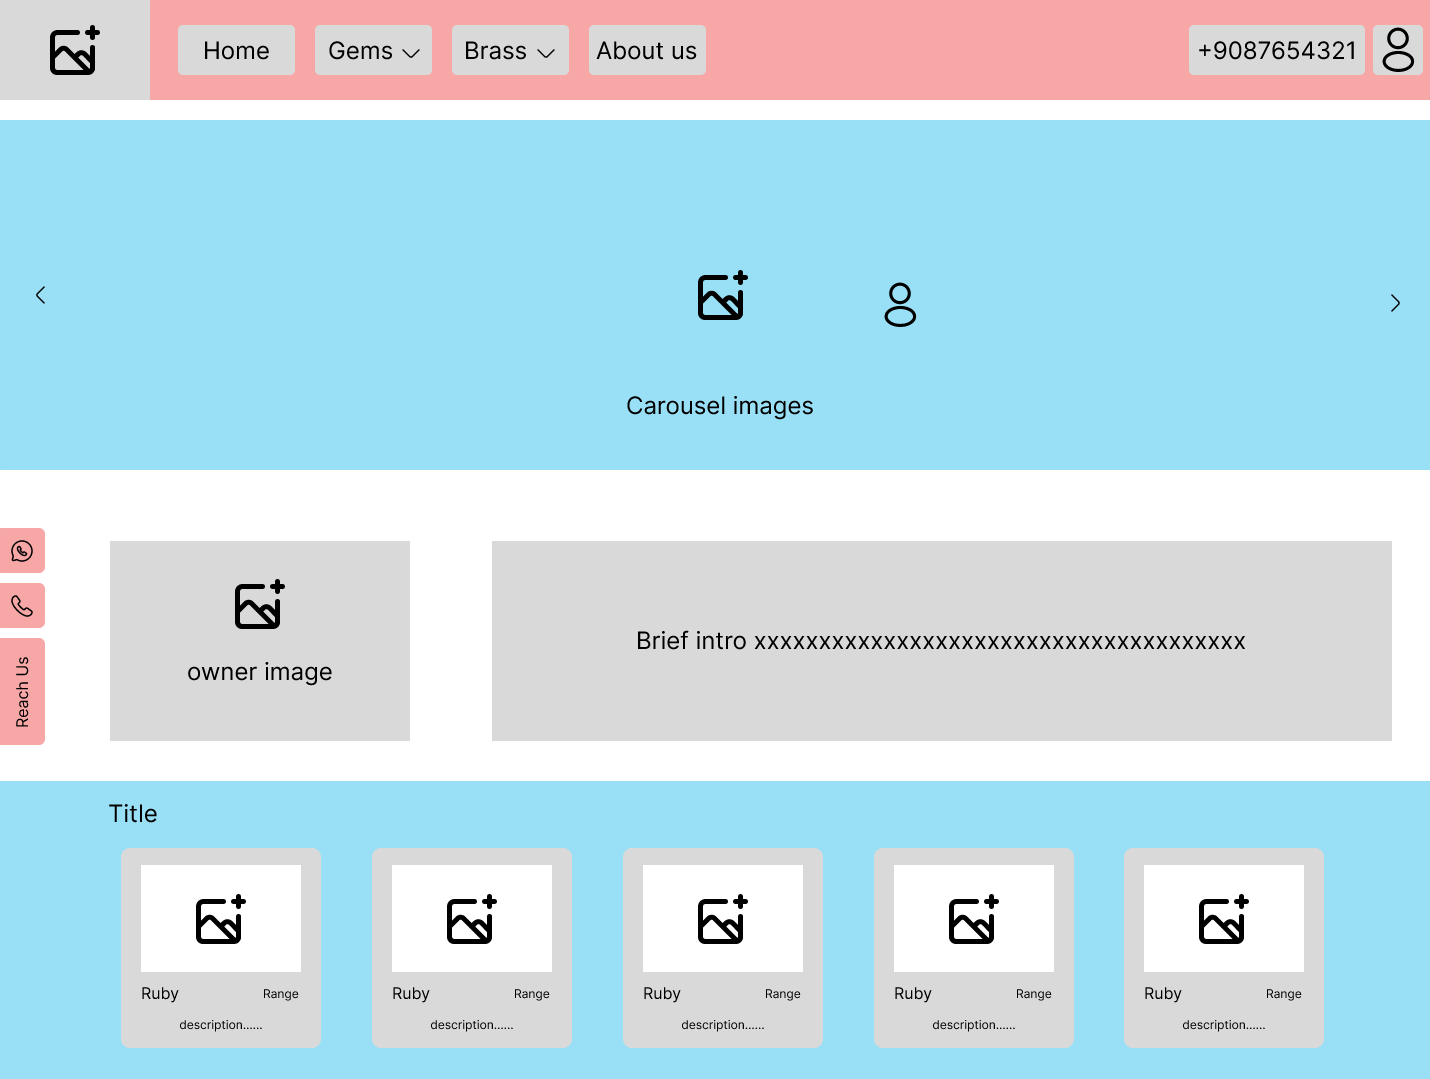 Home
Gems
Brass
About us
+9087654321
Carousel images
owner image
Brief intro xxxxxxxxxxxxxxxxxxxxxxxxxxxxxxxxxxxxxx
Reach Us
Title
Ruby Range
description......
Ruby Range
description......
Ruby Range
description......
Ruby Range
description......
Ruby Range
description......